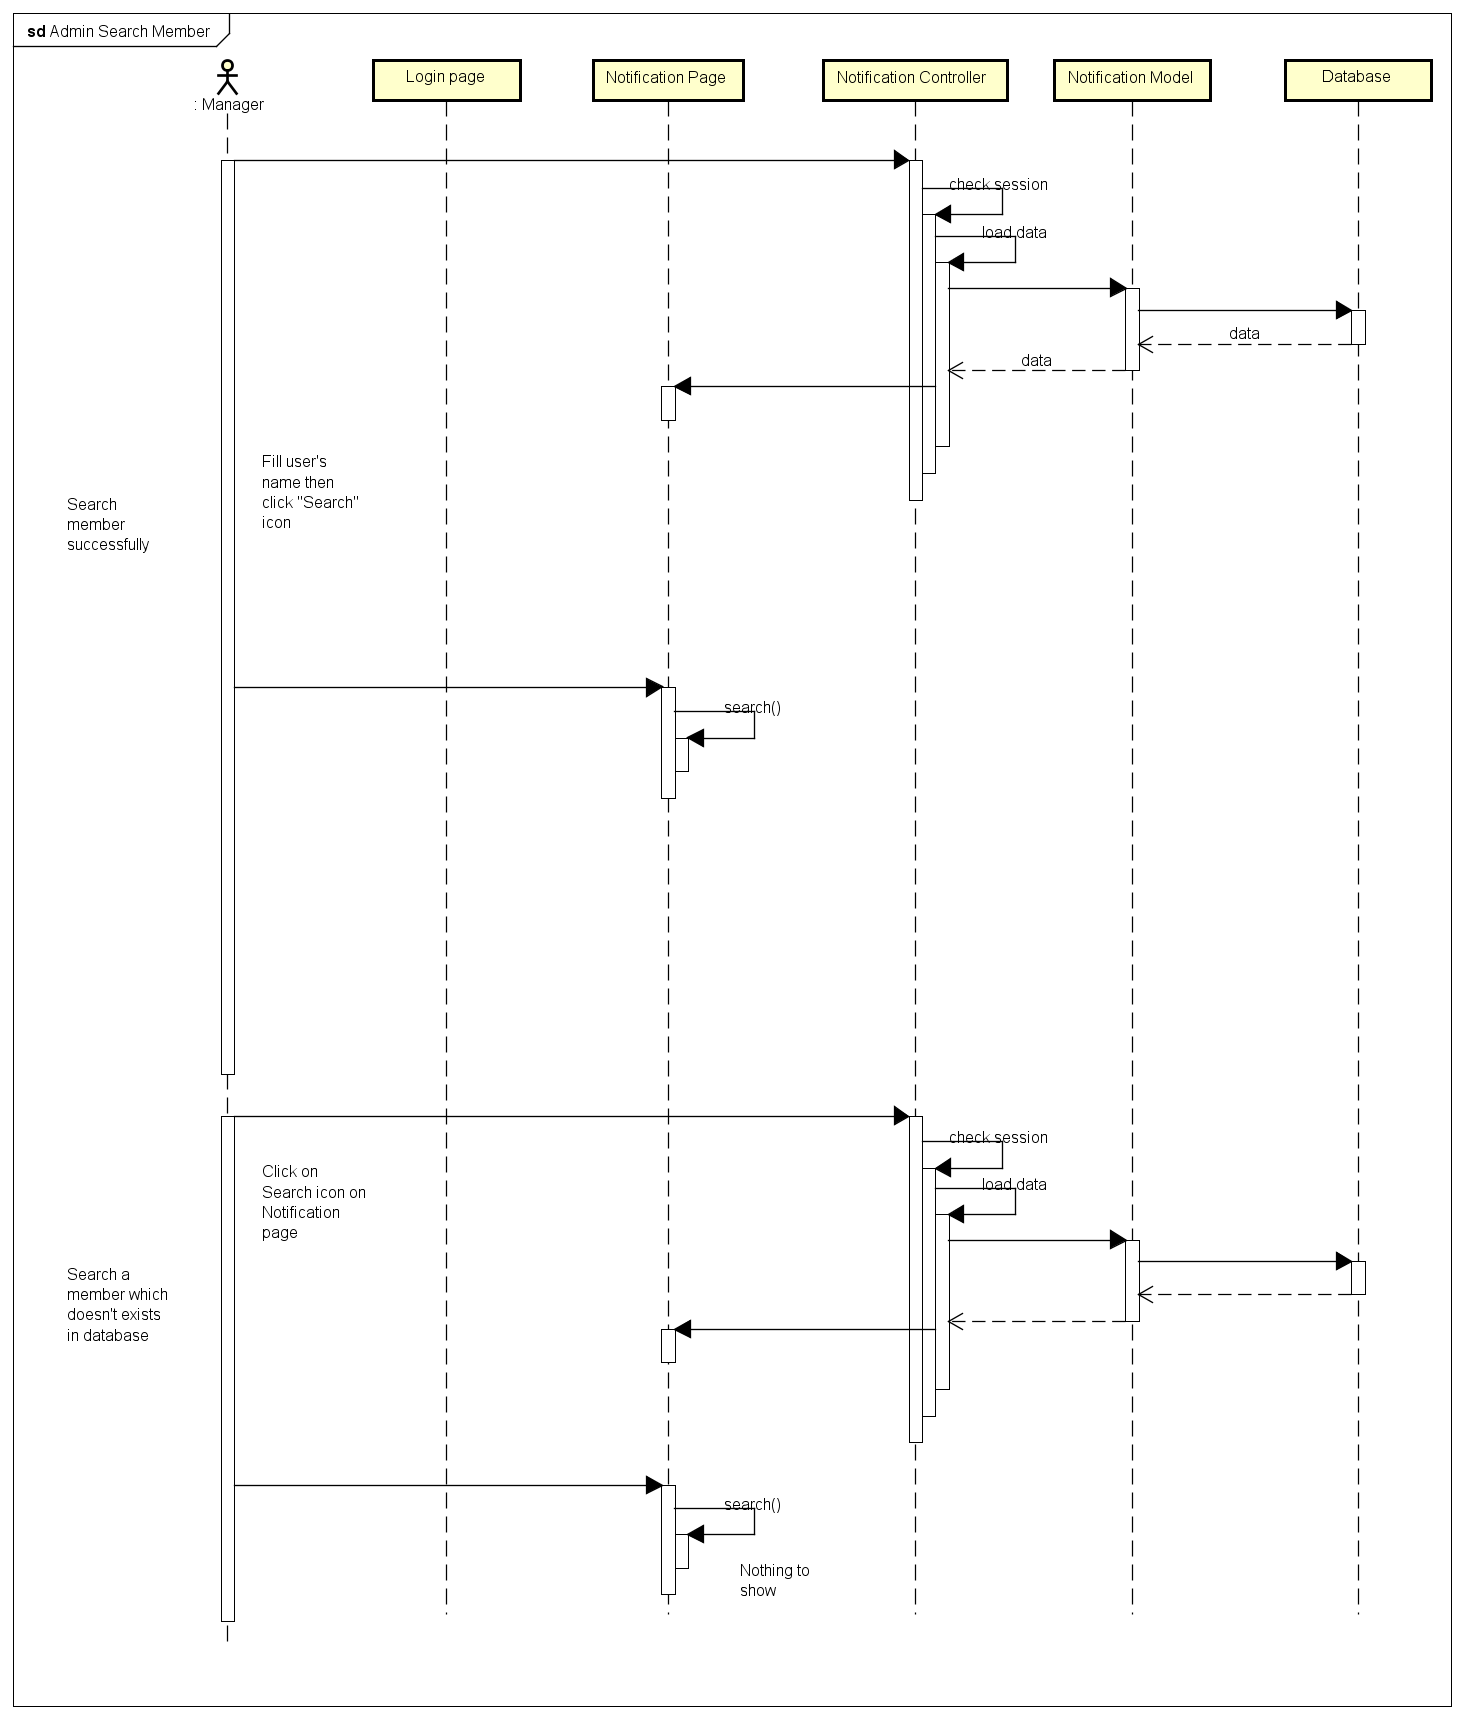 sd Admin Search Member
: Manager
Login page
Notification Page
Notification Controller
Notification Model
Database
check session
load data
data
data
Fill user's
name then
click "Search"
icon
Search
member
successfully
search()
check session
Click on
Search icon on
Notification
page
load data
Search a
member which
doesn't exists
in database
search()
Nothing to
show